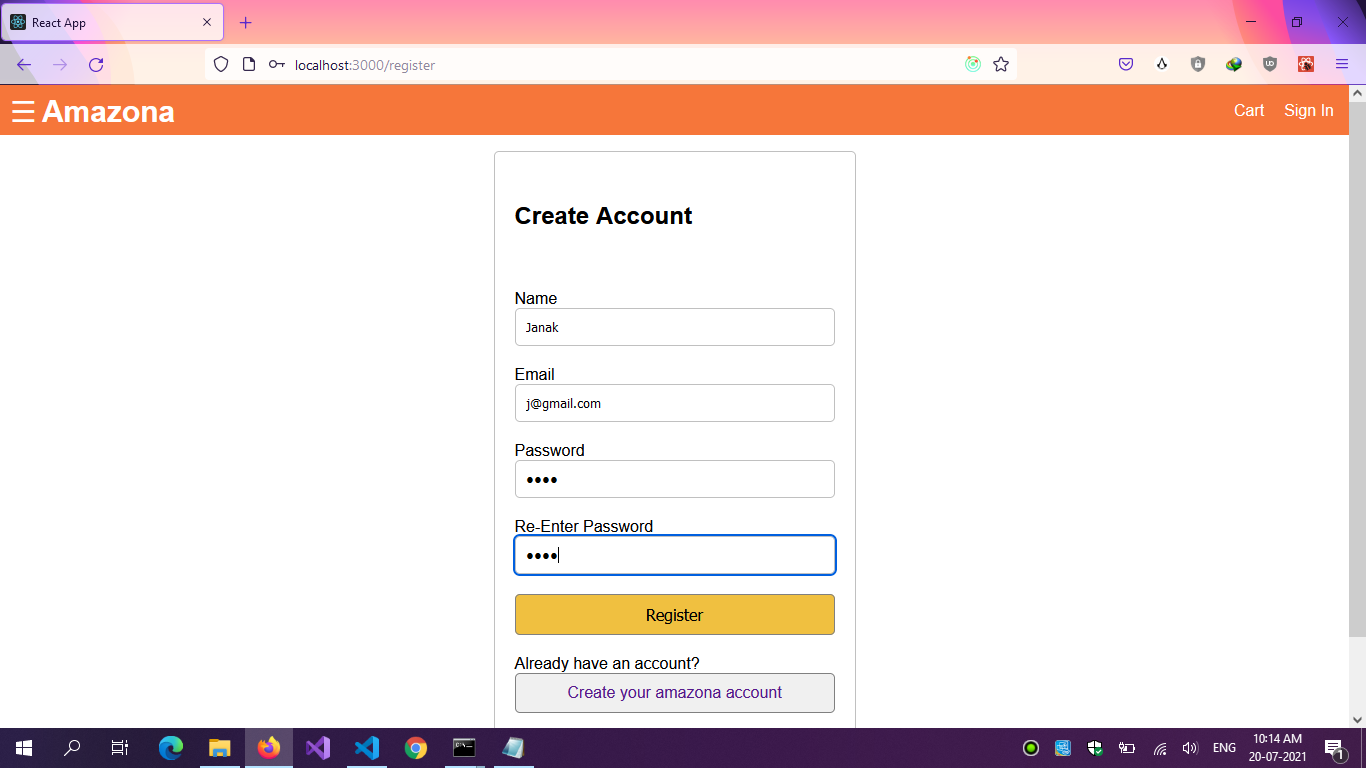 React App
localhost:3000/register
☰ Amazona
Cart Sign In
Create Account
Name
Janak
Email
j@gmail.com
Password
••••
Re-Enter Password
••••
Register
Already have an account?
Create your amazona account
ENG
10:14 AM
20-07-2021
1